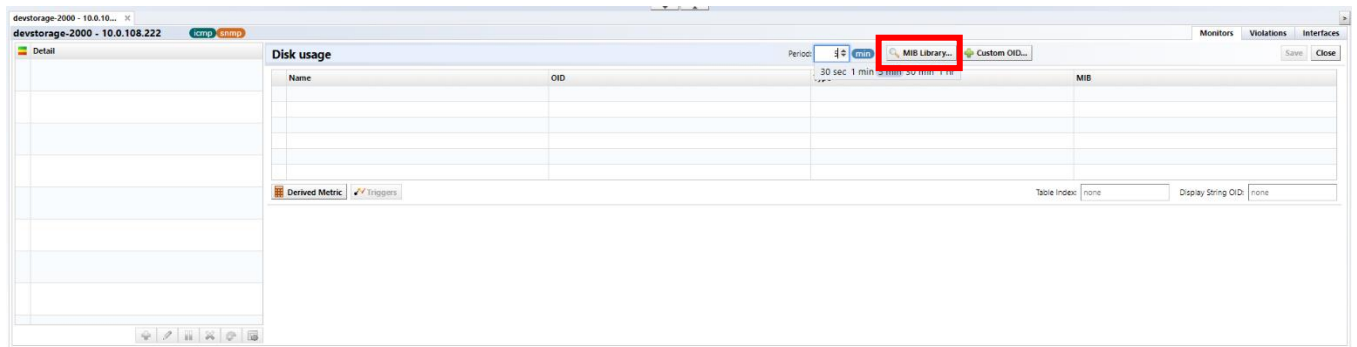 devstorage-2000 - 10.0.10...
devstorage-2000 - 10.0.108.222 icmp snmp Monitors Violations Interfaces
Detail
Disk usage Period: 5 min MIB Library... Custom OID... Save Close
30 sec 1 min 5 min 30 min 1 hr
Name OID Type MIB
Derived Metric Triggers Table Index: none Display String OID: none